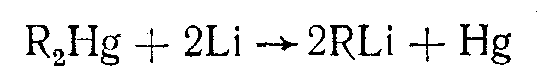 R₂Hg + 2Li → 2RLi + Hg